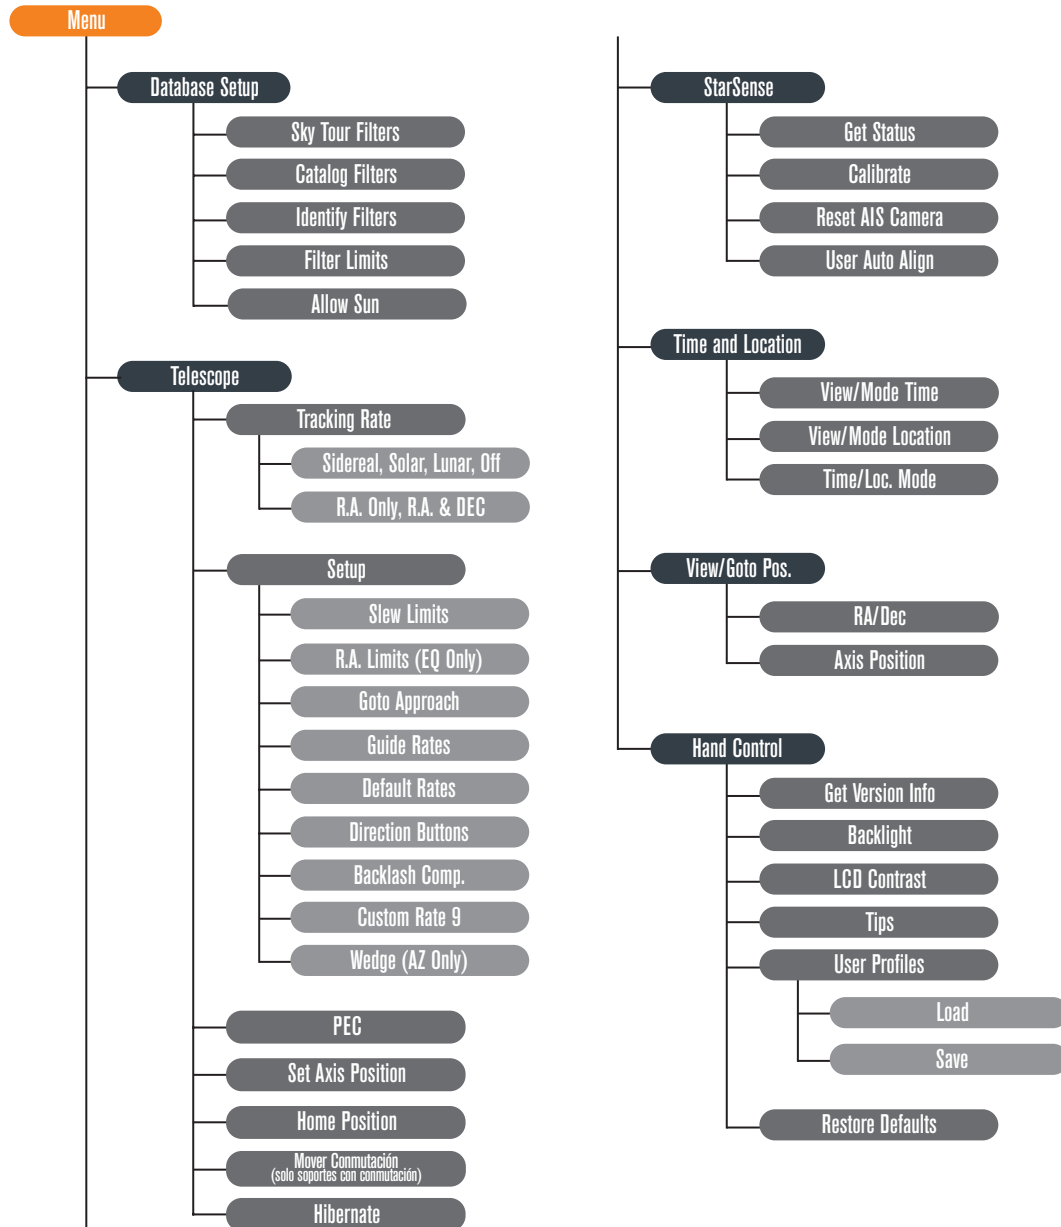 Menu
Database Setup
Sky Tour Filters
Catalog Filters
Identify Filters
Filter Limits
Allow Sun
Telescope
Tracking Rate
Sidereal, Solar, Lunar, Off
R.A. Only, R.A. & DEC
Setup
Slew Limits
R.A. Limits (EQ Only)
Goto Approach
Guide Rates
Default Rates
Direction Buttons
Backlash Comp.
Custom Rate 9
Wedge (AZ Only)
PEC
Set Axis Position
Home Position
Mover Conmutación
(solo soportes con conmutación)
Hibernate
StarSense
Get Status
Calibrate
Reset AIS Camera
User Auto Align
Time and Location
View/Mode Time
View/Mode Location
Time/Loc. Mode
View/Goto Pos.
RA/Dec
Axis Position
Hand Control
Get Version Info
Backlight
LCD Contrast
Tips
User Profiles
Load
Save
Restore Defaults